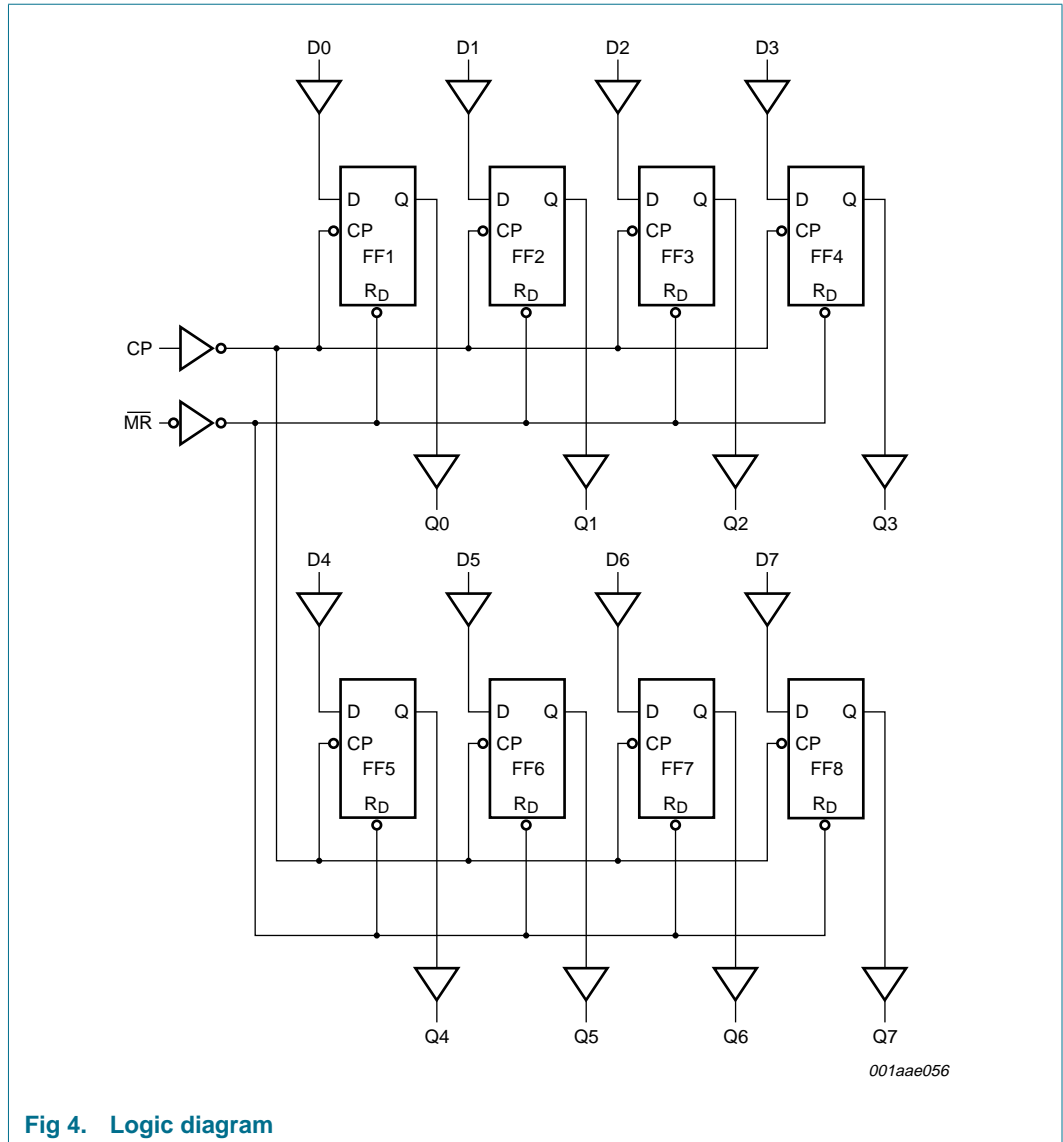 D0 D1 D2 D3
D Q D Q D Q D Q
CP CP CP CP
FF1 FF2 FF3 FF4
RD RD RD RD
CP
M̅R̅
Q0 Q1 Q2 Q3
D4 D5 D6 D7
D Q D Q D Q D Q
CP CP CP CP
FF5 FF6 FF7 FF8
RD RD RD RD
Q4 Q5 Q6 Q7
001aae056
Fig 4. Logic diagram